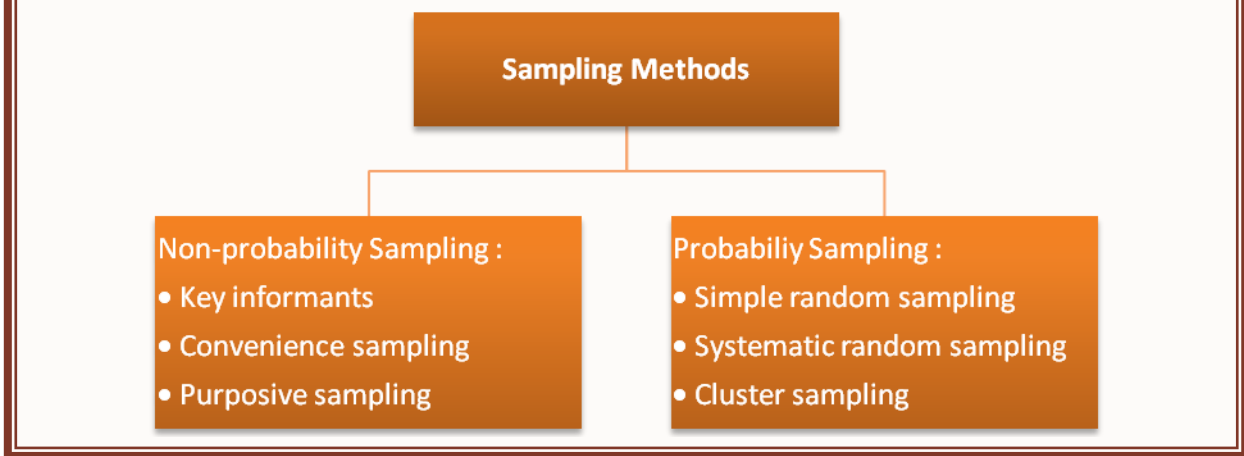 Sampling Methods
Non-probability Sampling :
• Key informants
• Convenience sampling
• Purposive sampling
Probabiliy Sampling :
• Simple random sampling
• Systematic random sampling
• Cluster sampling